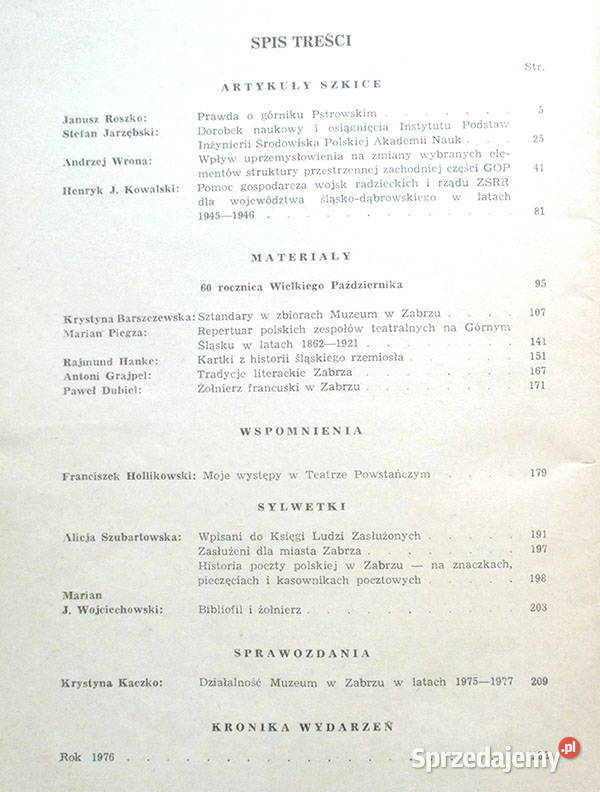 SPIS TREŚCI
Str.
ARTYKUŁY SZKICE
Janusz Roszko: Prawda o górniku Pstrowskim . . . . . . . 5
Stefan Jarzębski: Dorobek naukowy i osiągnięcia Instytutu Podstaw
Inżynierii Środowiska Polskiej Akademii Nauk . . . 25
Andrzej Wrona: Wpływ uprzemysłowienia na zmiany wybranych ele-
mentów struktury przestrzennej zachodniej części GOP 41
Henryk J. Kowalski: Pomoc gospodarcza wojsk radzieckich i rządu ZSRR
dla województwa śląsko-dąbrowskiego w latach
1945—1946 . . . . . . . . . . . . . 81
MATERIAŁY
60 rocznica Wielkiego Października 95
Krystyna Barszczewska: Sztandary w zbiorach Muzeum w Zabrzu . . . . 107
Marian Piegza: Repertuar polskich zespołów teatralnych na Górnym
Śląsku w latach 1862—1921 . . . . . . . 141
Rajmund Hanke: Kartki z historii śląskiego rzemiosła . . . . . 151
Antoni Grajpel: Tradycje literackie Zabrza . . . . . . . 167
Paweł Dubiel: Żołnierz francuski w Zabrzu . . . . . . . 171
WSPOMNIENIA
Franciszek Hollikowski: Moje występy w Teatrze Powstańczym . . . . 179
SYLWETKI
Alicja Szubartowska: Wpisani do Księgi Ludzi Zasłużonych . . . . 191
Zasłużeni dla miasta Zabrza . . . . . . . 197
Historia poczty polskiej w Zabrzu — na znaczkach,
pieczęciach i kasownikach pocztowych . . . . 198
Marian
J. Wojciechowski: Bibliofil i żołnierz . . . . . . . . . . 203
SPRAWOZDANIA
Krystyna Kaczko: Działalność Muzeum w Zabrzu w latach 1975—1977 209
KRONIKA WYDARZEŃ
Rok 1976 . . . . . . . . . . . . . .
Sprzedajemy.pl